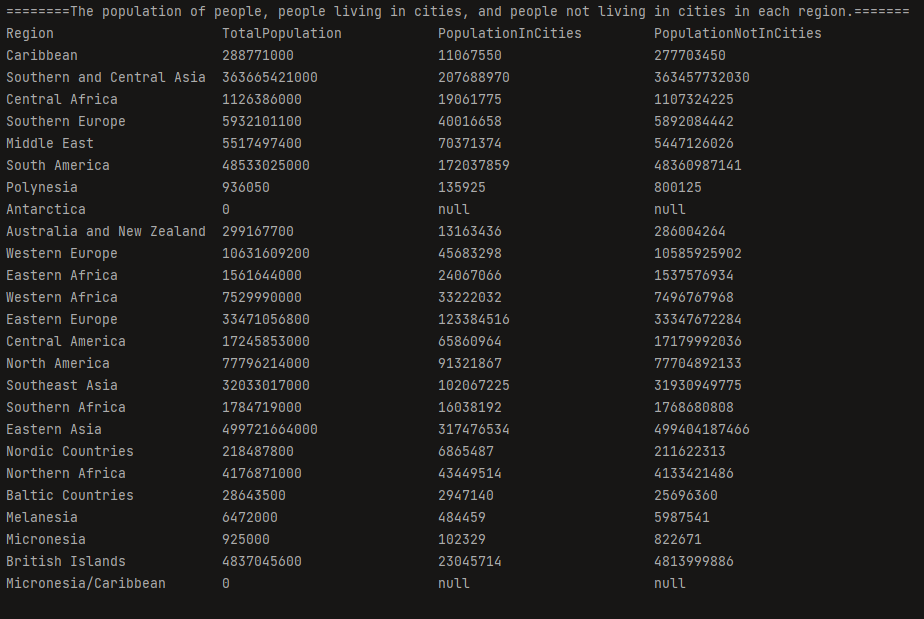 ========The population of people, people living in cities, and people not living in cities in each region.=======
Region TotalPopulation PopulationInCities PopulationNotInCities
Caribbean 288771000 11067550 277703450
Southern and Central Asia 363665421000 207688970 363457732030
Central Africa 1126386000 19061775 1107324225
Southern Europe 5932101100 40016658 5892084442
Middle East 5517497400 70371374 5447126026
South America 48533025000 172037859 48360987141
Polynesia 936050 135925 800125
Antarctica 0 null null
Australia and New Zealand 299167700 13163436 286004264
Western Europe 10631609200 45683298 10585925902
Eastern Africa 1561644000 24067066 1537576934
Western Africa 7529990000 33222032 7496767968
Eastern Europe 33471056800 123384516 33347672284
Central America 17245853000 65860964 17179992036
North America 77796214000 91321867 77704892133
Southeast Asia 32033017000 102067225 31930949775
Southern Africa 1784719000 16038192 1768680808
Eastern Asia 499721664000 317476534 499404187466
Nordic Countries 218487800 6865487 211622313
Northern Africa 4176871000 43449514 4133421486
Baltic Countries 28643500 2947140 25696360
Melanesia 6472000 484459 5987541
Micronesia 925000 102329 822671
British Islands 4837045600 23045714 4813999886
Micronesia/Caribbean 0 null null